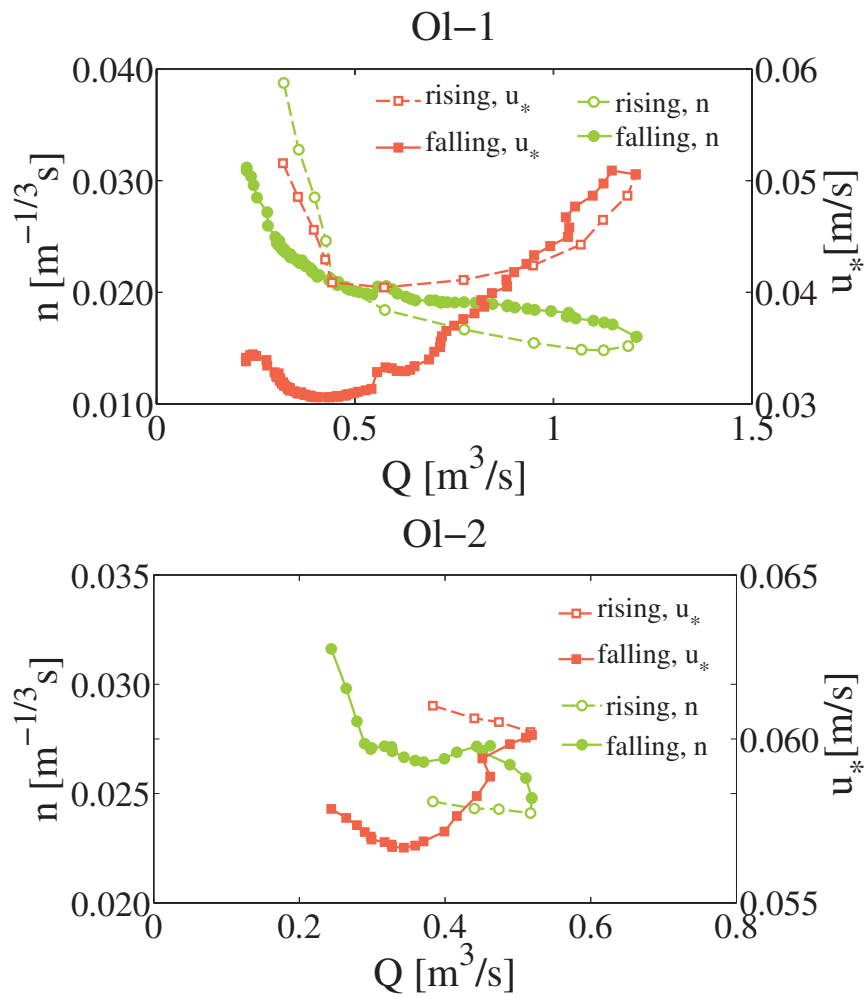 Ol−1
0.040
0.030
0.020
0.010
n [m−1/3s]
rising, u*
falling, u*
rising, n
falling, n
0.06
0.05
0.04
0.03
u*[m/s]
0
0.5
1
1.5
Q [m3/s]
Ol−2
0.035
0.030
0.025
0.020
n [m−1/3s]
rising, u*
falling, u*
rising, n
falling, n
0.065
0.060
0.055
u*[m/s]
0
0.2
0.4
0.6
0.8
Q [m3/s]